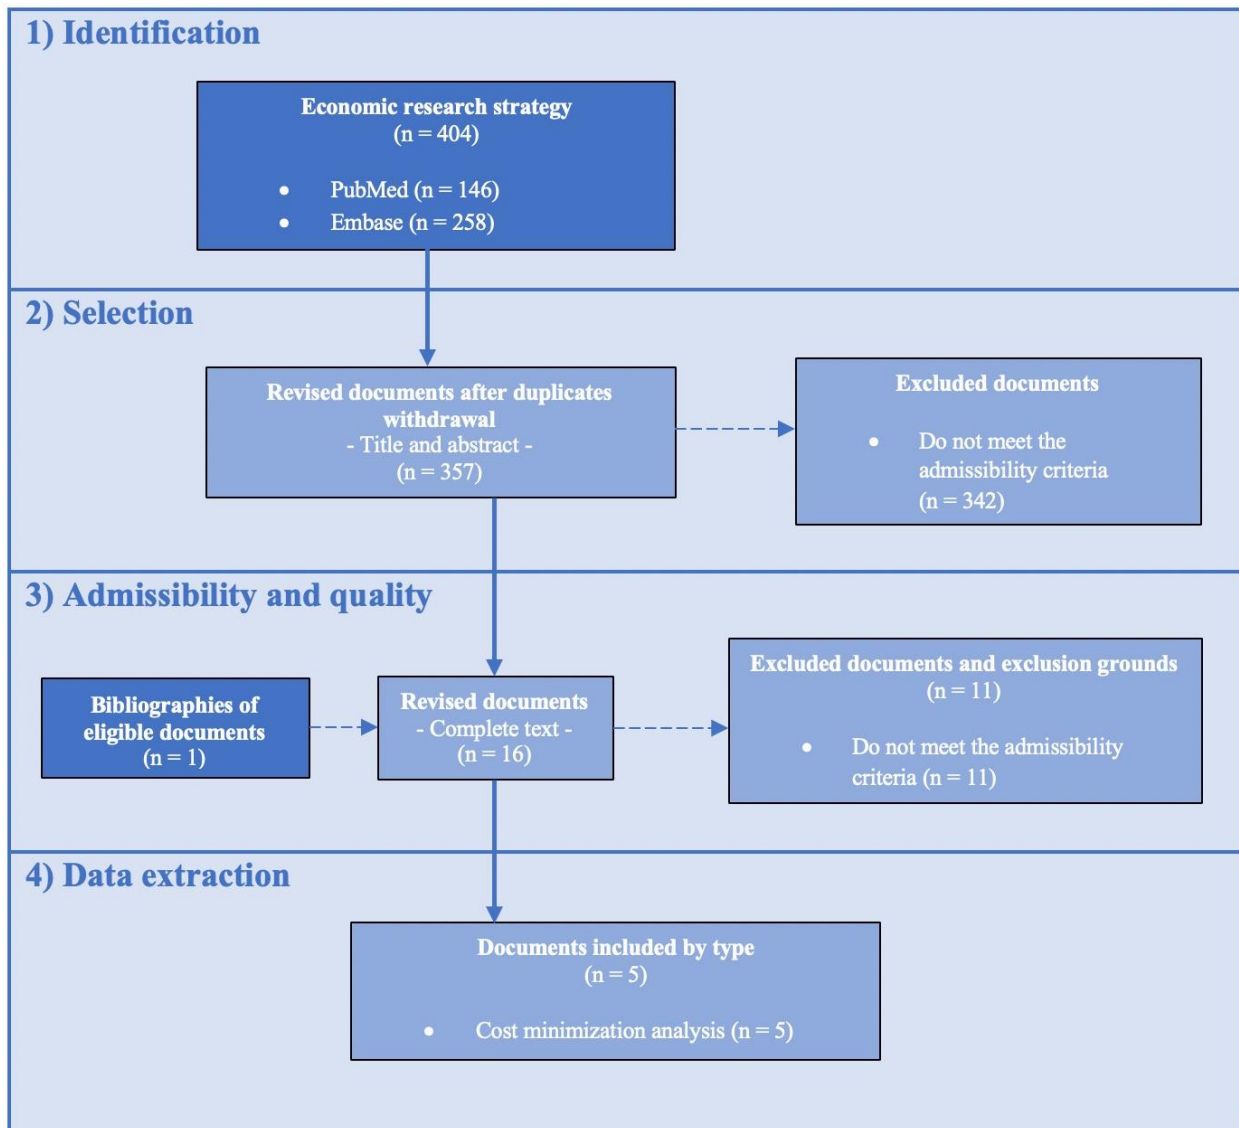 1) Identification
Economic research strategy
(n = 404)
• PubMed (n = 146)
• Embase (n = 258)
2) Selection
Revised documents after duplicates
withdrawal
- Title and abstract -
(n = 357)
Excluded documents
• Do not meet the
admissibility criteria
(n = 342)
3) Admissibility and quality
Bibliographies of
eligible documents
(n = 1)
Revised documents
- Complete text -
(n = 16)
Excluded documents and exclusion grounds
(n = 11)
• Do not meet the admissibility
criteria (n = 11)
4) Data extraction
Documents included by type
(n = 5)
• Cost minimization analysis (n = 5)